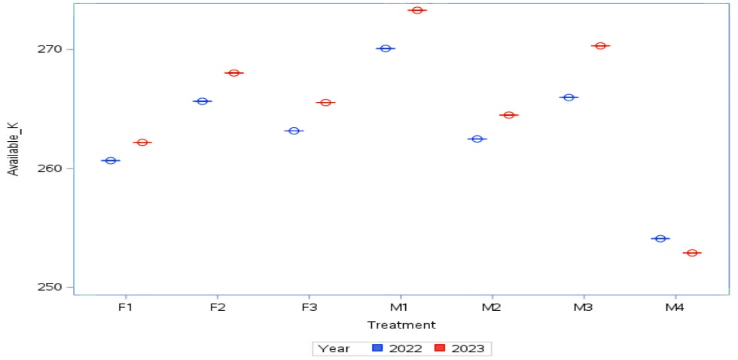 270
260
250
Available_K
F1 F2 F3 M1 M2 M3 M4
Treatment
Year 2022 2023